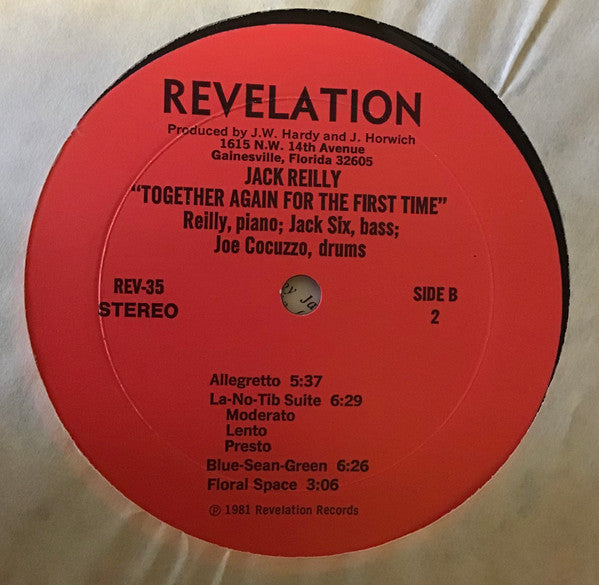 REVELATION
Produced by J.W. Hardy and J. Horwich
1615 N.W. 14th Avenue
Gainesville, Florida 32605
JACK REILLY
"TOGETHER AGAIN FOR THE FIRST TIME"
Reilly, piano; Jack Six, bass;
Joe Cocuzzo, drums
REV-35
STEREO
SIDE B
2
Allegretto 5:37
La-No-Tib Suite 6:29
Moderato
Lento
Presto
Blue-Sean-Green 6:26
Floral Space 3:06
℗ 1981 Revelation Records